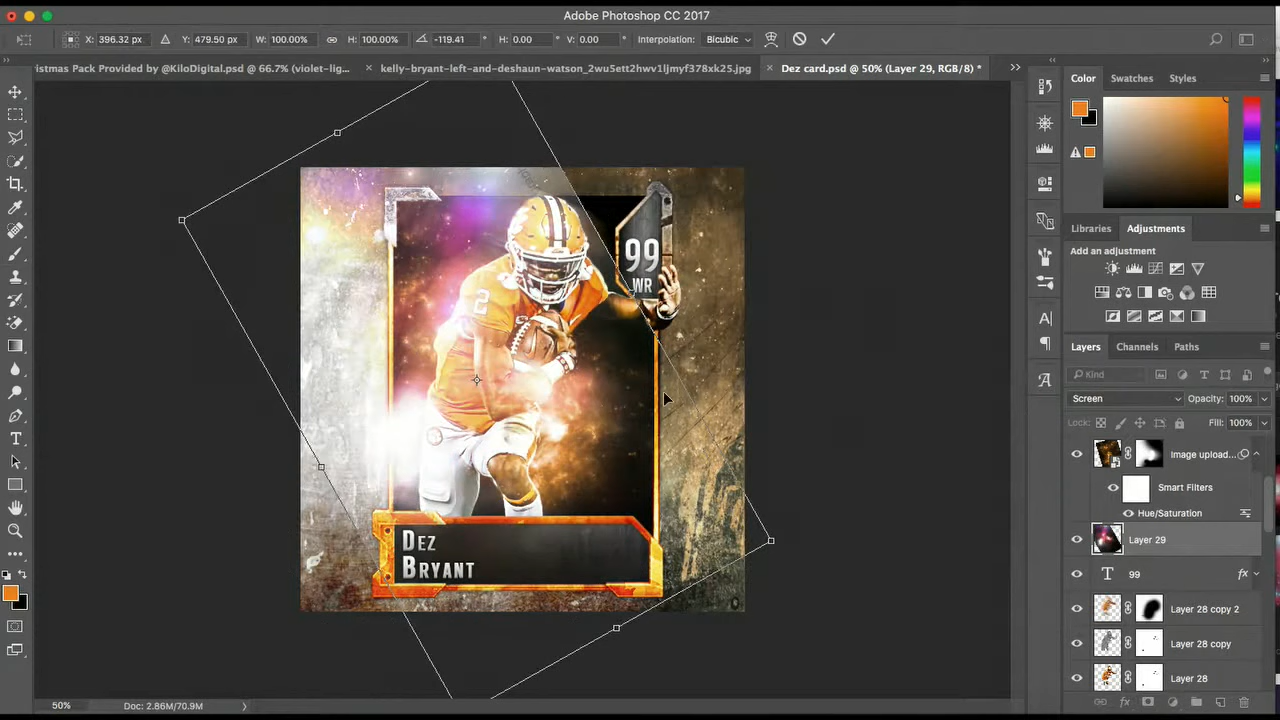 Adobe Photoshop CC 2017
X: 396.32 px Y: 479.50 px W: 100.00% H: 100.00% -119.41 ° H: 0.00 ° V: 0.00 ° Interpolation: Bicubic
ristmas Pack Provided by @KiloDigital.psd @ 66.7% (violet-lig... × kelly-bryant-left-and-deshaun-watson_2wu5ett2hwv1ljmyf378xk25.jpg × Dez card.psd @ 50% (Layer 29, RGB/8) *
Color Swatches Styles
99
WR
2
Dez
Bryant
Libraries Adjustments
Add an adjustment
Layers Channels Paths
Kind
Screen Opacity: 100%
Lock: Fill: 100%
Image upload...
Smart Filters
Hue/Saturation
Layer 29
T 99 fx
Layer 28 copy 2
Layer 28 copy
Layer 28
50% Doc: 2.86M/70.9M